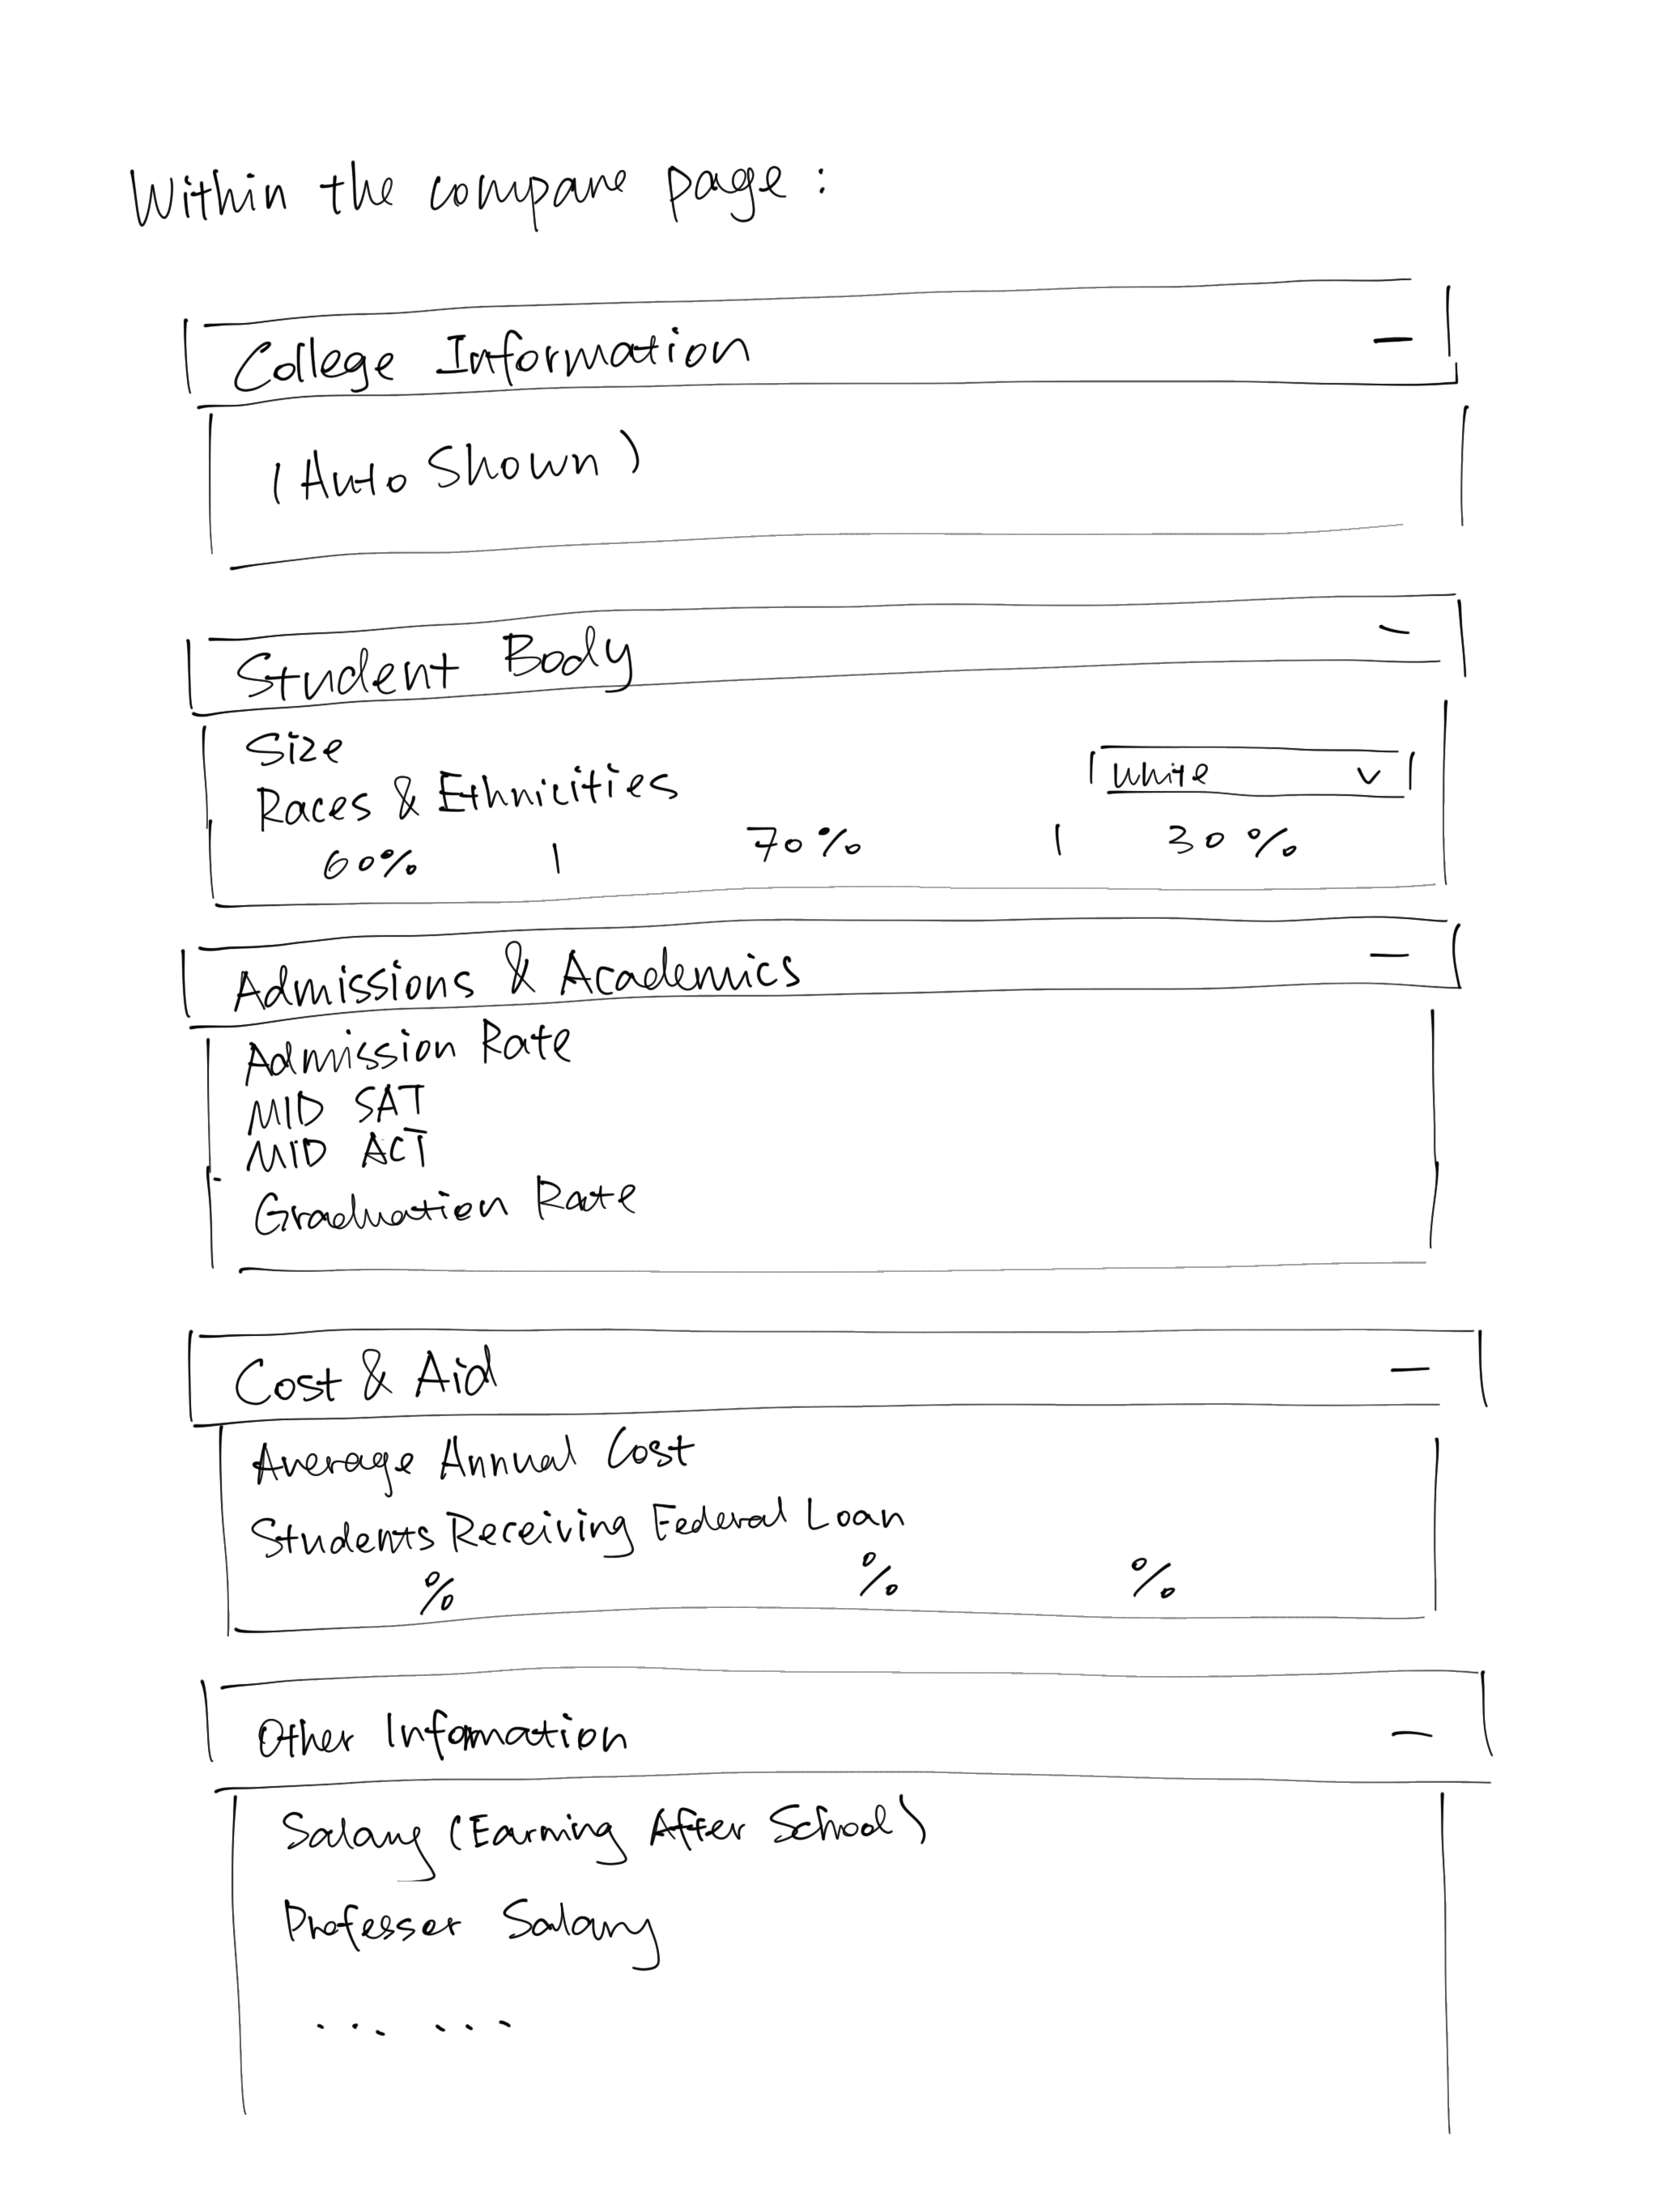 Within the compare page :
College Information –
(Auto Shown)
Student Body –
Size
Races & Ethnicities White v
60% | 70% | 30%
Admissions & Academics –
Admission Rate
MID SAT
MID ACT
Graduation Rate
Cost & Aid –
Average Annual Cost
Students Receiving Federal Loan
% % %
Other Information –
Salary (Earning After School)
Professer Salary
... ...